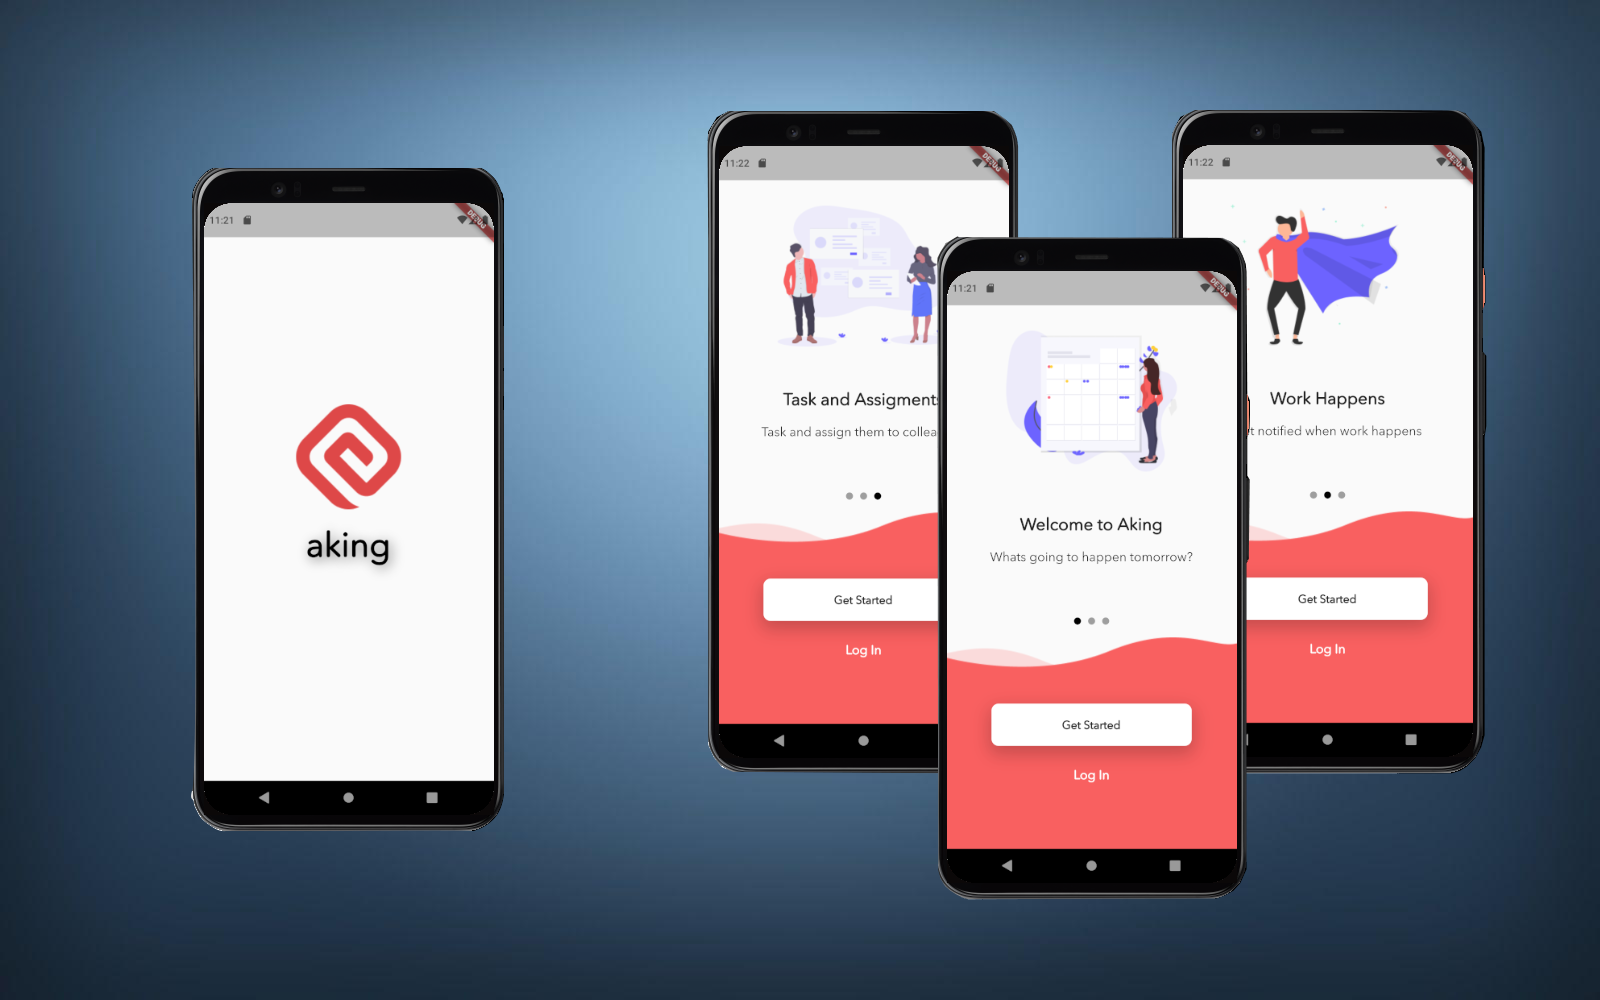 11:21
DEBUG
aking
11:22
DEBUG
Task and Assigment
Task and assign them to collea
Get Started
Log In
11:21
DEBUG
Welcome to Aking
Whats going to happen tomorrow?
Get Started
Log In
11:22
DEBUG
Work Happens
t notified when work happens
Get Started
Log In